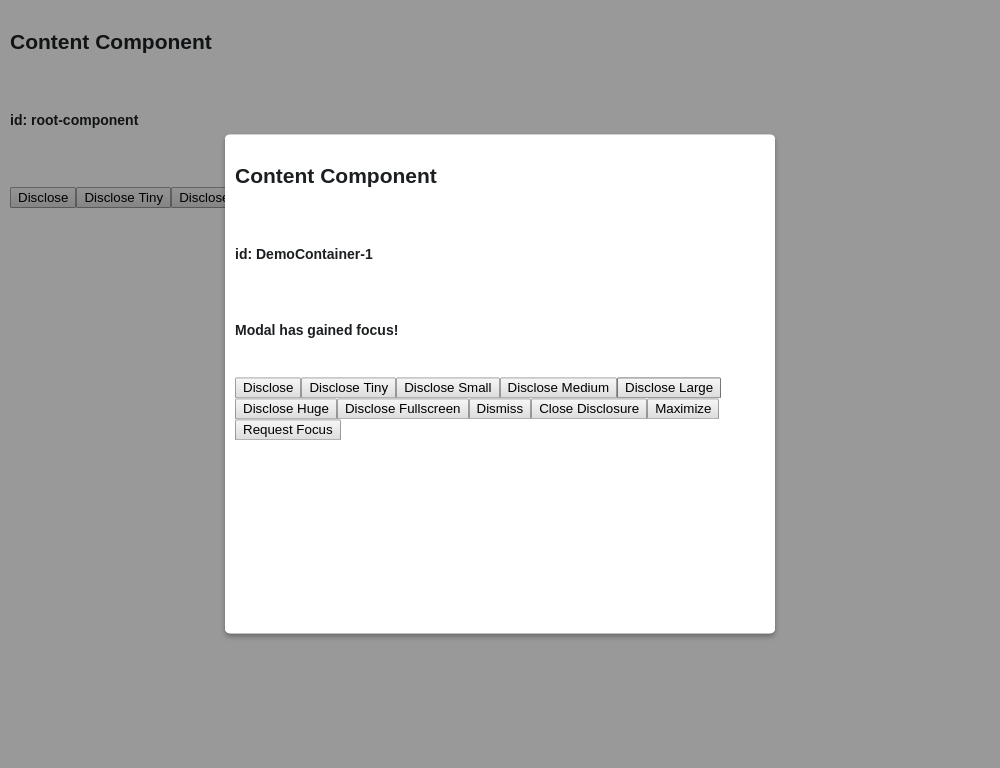 Content Component
id: root-component
Disclose Disclose Tiny Disclose
Content Component
id: DemoContainer-1
Modal has gained focus!
Disclose Disclose Tiny Disclose Small Disclose Medium Disclose Large
Disclose Huge Disclose Fullscreen Dismiss Close Disclosure Maximize
Request Focus